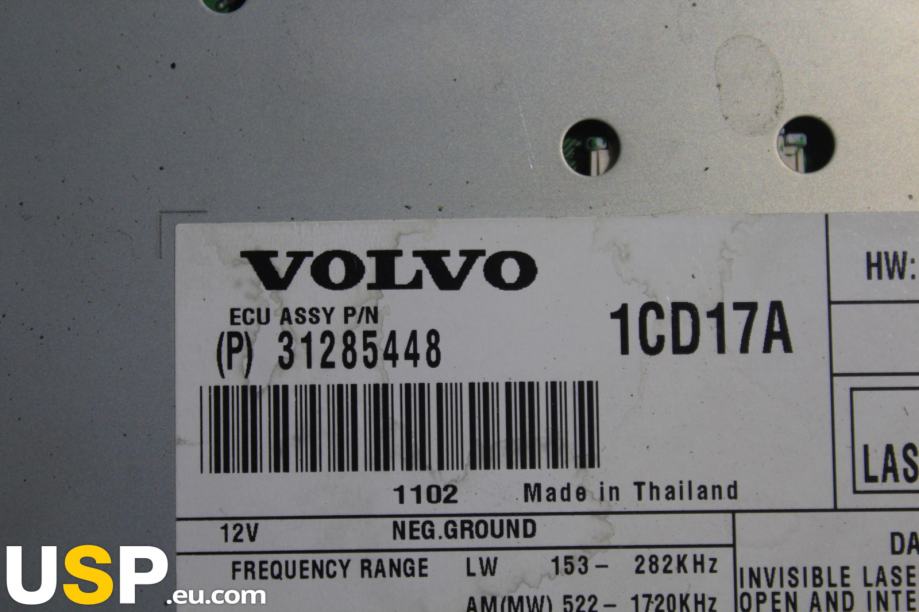 VOLVO
ECU ASSY P/N
(P) 31285448
1CD17A
HW:
1102 Made in Thailand
12V NEG.GROUND
FREQUENCY RANGE LW 153– 282KHz
AM(MW) 522– 1720KHz
LAS
DA
INVISIBLE LASE
OPEN AND INTE
USP.eu.com